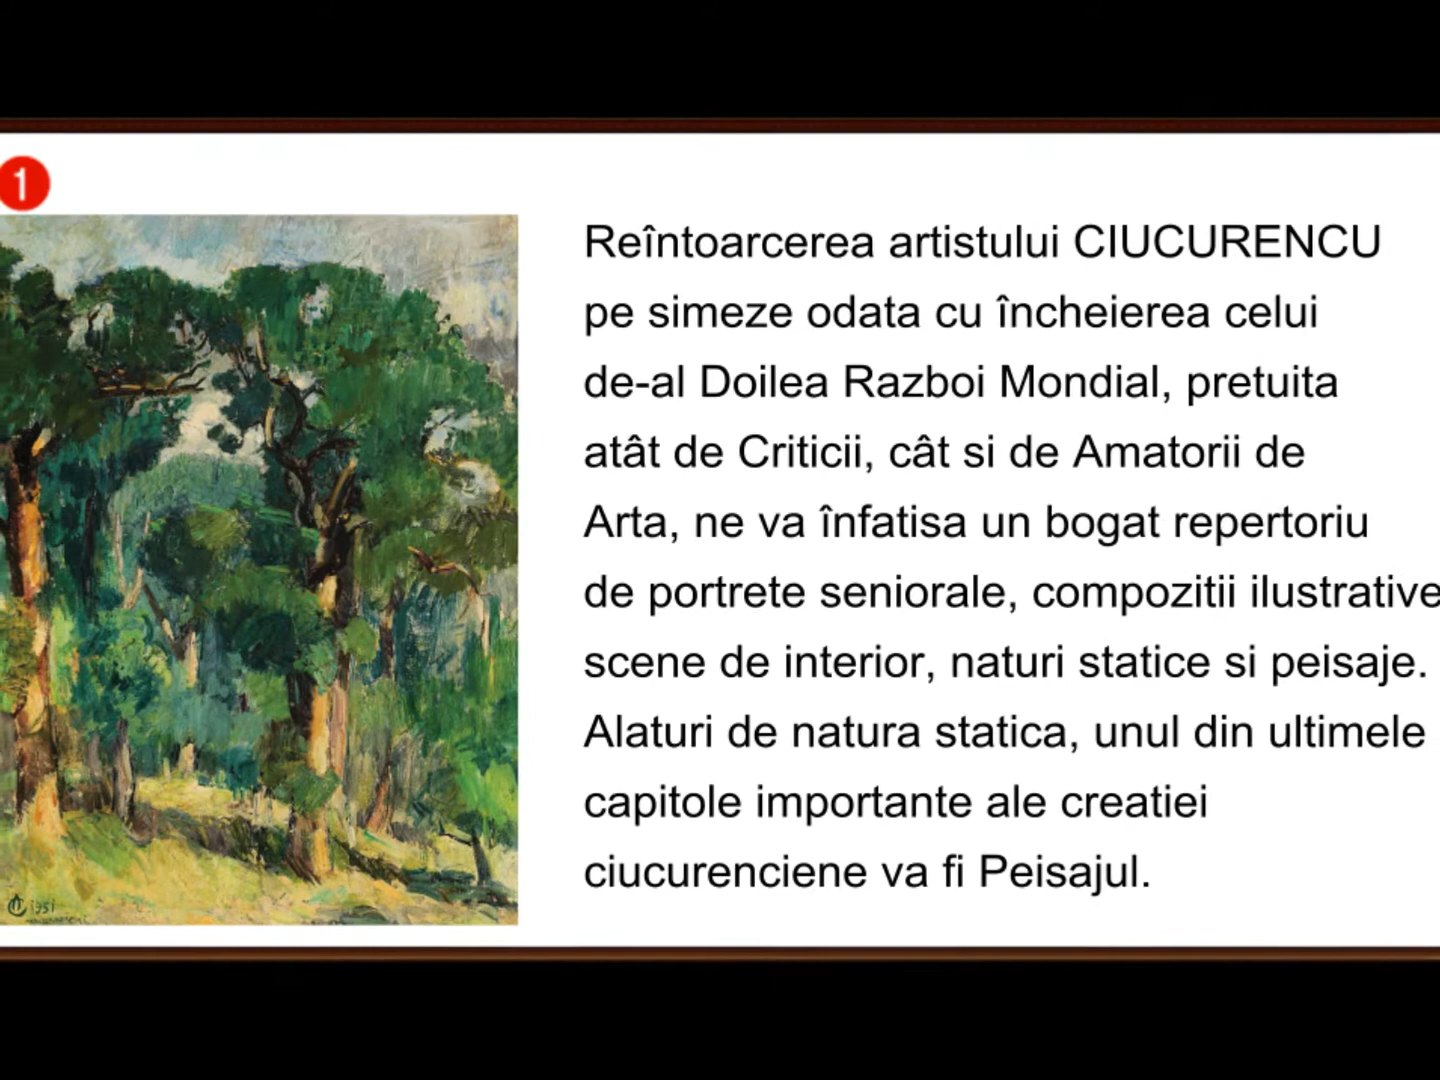 1
Reîntoarcerea artistului CIUCURENCU
pe simeze odata cu încheierea celui
de-al Doilea Razboi Mondial, pretuita
atât de Criticii, cât si de Amatorii de
Arta, ne va înfatisa un bogat repertoriu
de portrete seniorale, compozitii ilustrative
scene de interior, naturi statice si peisaje.
Alaturi de natura statica, unul din ultimele
capitole importante ale creatiei
ciucurenciene va fi Peisajul.
1951